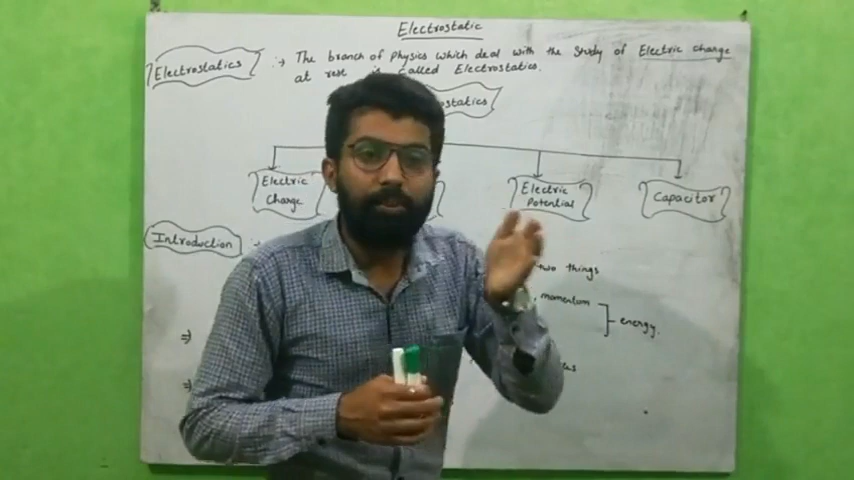 Electrostatic
Electrostatics :→ The branch of physics which deal with the study of Electric charge
at rest is called Electrostatics.
ostatics
Electric Charge
Electric Potential
Capacitor
Introduction
two things
, momentum
energy.